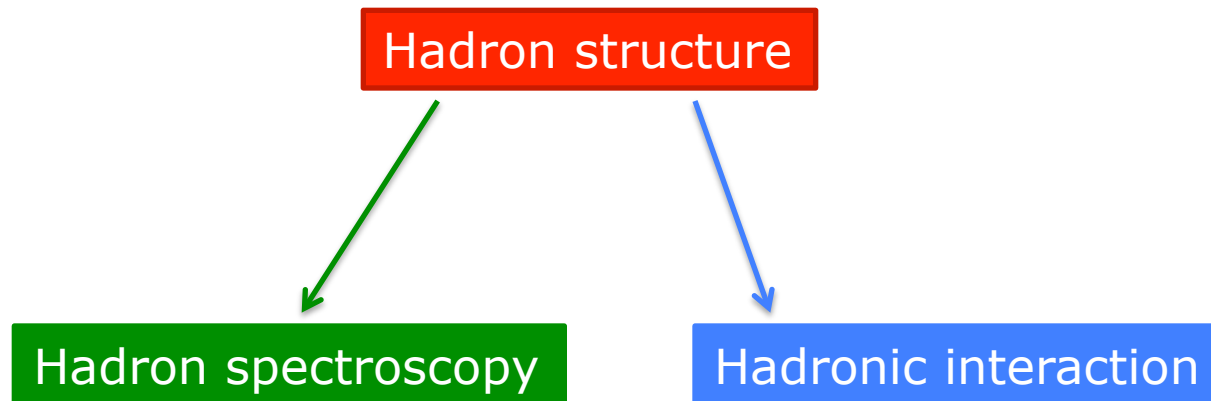 Hadron structure
Hadron spectroscopy
Hadronic interaction